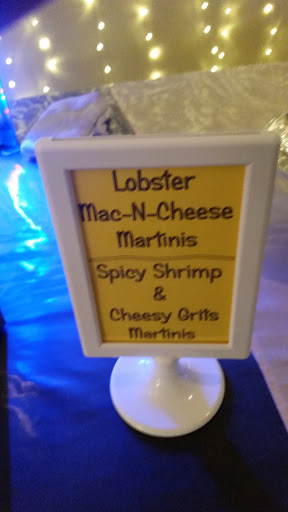 Lobster
Mac-N-Cheese
Martinis
Spicy Shrimp
&
Cheesy Grits
Martinis